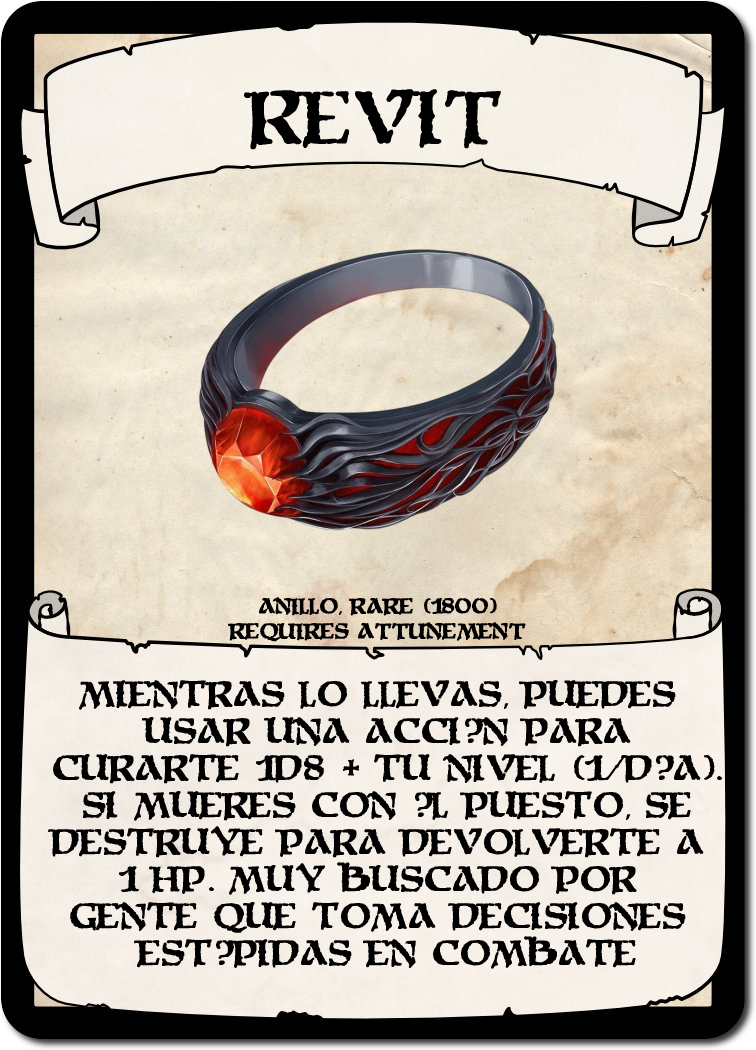 REVIT
ANILLO, RARE (1800)
REQUIRES ATTUNEMENT
MIENTRAS LO LLEVAS, PUEDES
USAR UNA ACCI?N PARA
CURARTE 1D8 + TU NIVEL (1/D?A).
SI MUERES CON ?L PUESTO, SE
DESTRUYE PARA DEVOLVERTE A
1 HP. MUY BUSCADO POR
GENTE QUE TOMA DECISIONES
EST?PIDAS EN COMBATE